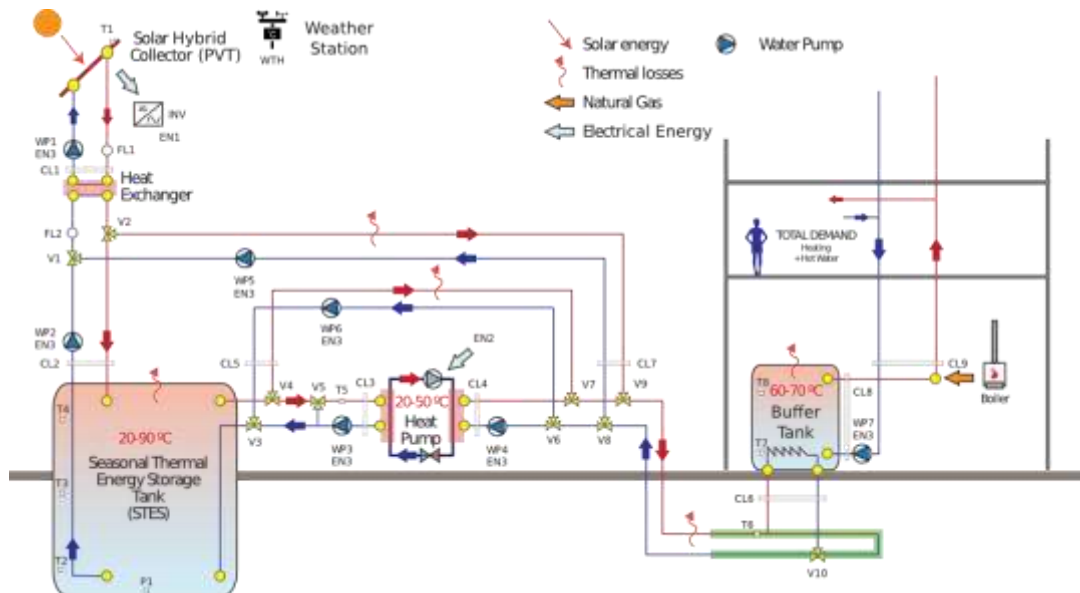 T1
Solar Hybrid
Collector (PVT)
WTH
Weather
Station
Solar energy
Thermal losses
Natural Gas
Electrical Energy
Water Pump
INV
EN1
WP1
EN3
FL1
CL1
Heat
Exchanger
FL2
V2
V1
WP5
EN3
WP6
EN3
WP2
EN3
CL2
CL5
EN2
CL7
V4
V5
T5
CL3
CL4
V7
V9
20-50 ºC
Heat
Pump
V3
WP3
EN3
WP4
EN3
V6
V8
T4
20-90 ºC
Seasonal Thermal
Energy Storage
Tank
(STES)
T3
T2
P1
TOTAL DEMAND
Heating
+Hot Water
T8
60-70 ºC
Buffer
Tank
T7
CL8
WP7
EN3
CL9
Boiler
CL6
T6
V10